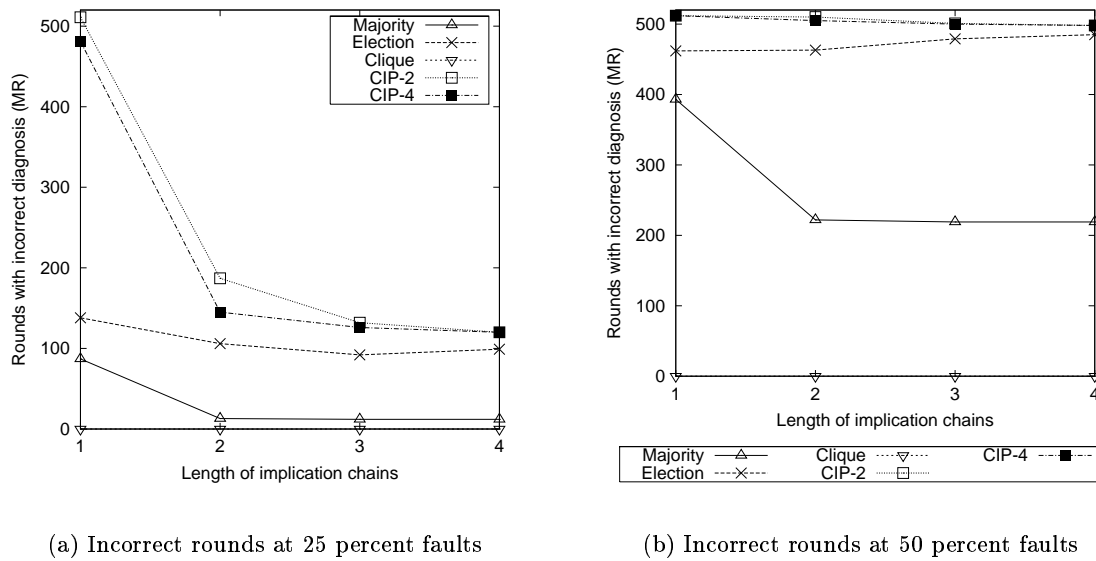 Rounds with incorrect diagnosis (MR)
500
400
300
200
100
0
1 2 3 4
Length of implication chains
Majority
Election
Clique
CIP-2
CIP-4
(a) Incorrect rounds at 25 percent faults
Rounds with incorrect diagnosis (MR)
500
400
300
200
100
0
1 2 3 4
Length of implication chains
Majority Clique CIP-4
Election CIP-2
(b) Incorrect rounds at 50 percent faults